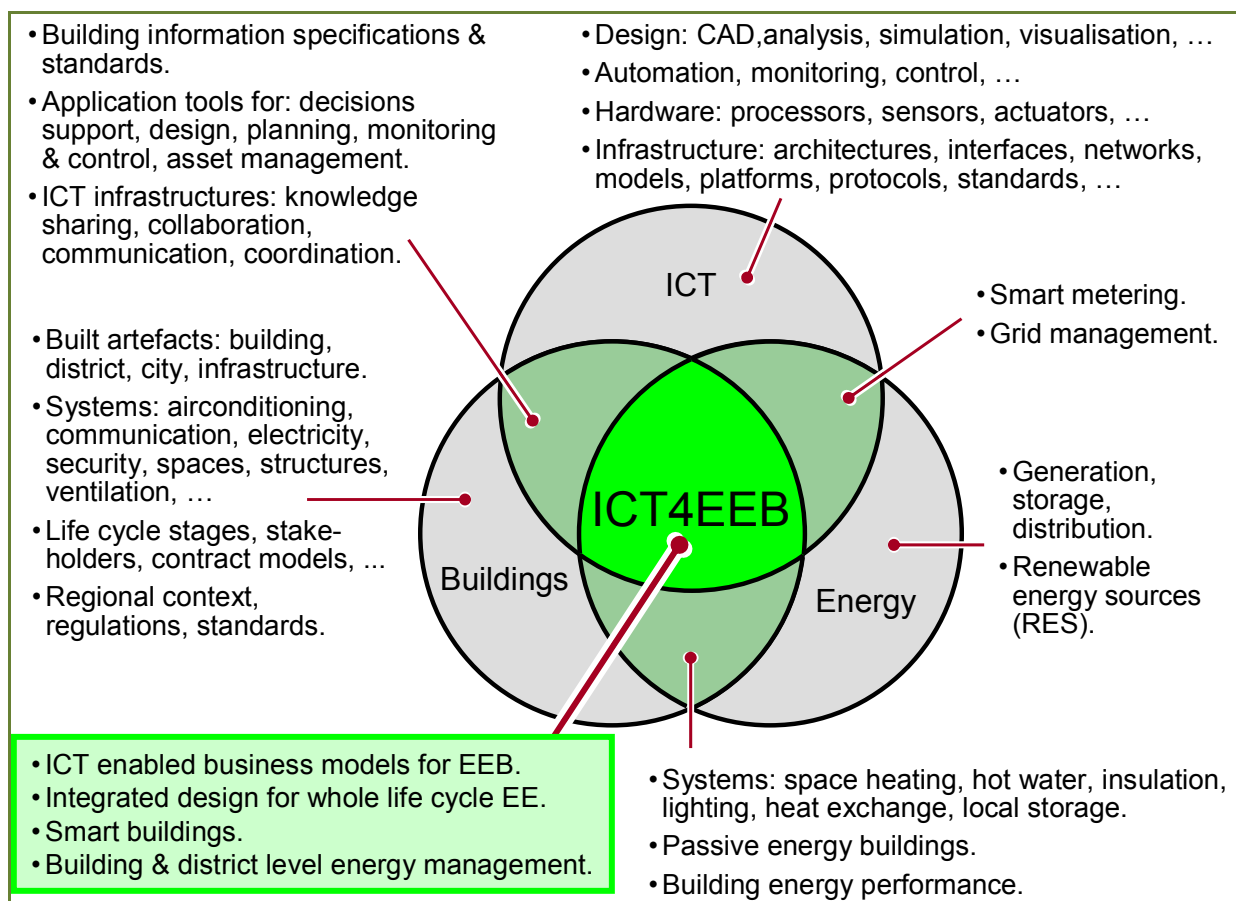 •Building information specifications &
standards.
•Application tools for: decisions
support, design, planning, monitoring
& control, asset management.
•ICT infrastructures: knowledge
sharing, collaboration,
communication, coordination.
•Design: CAD,analysis, simulation, visualisation, …
•Automation, monitoring, control, …
•Hardware: processors, sensors, actuators, …
•Infrastructure: architectures, interfaces, networks,
models, platforms, protocols, standards, …
ICT
•Smart metering.
•Grid management.
•Built artefacts: building,
district, city, infrastructure.
•Systems: airconditioning,
communication, electricity,
security, spaces, structures,
ventilation, …
•Life cycle stages, stake-
holders, contract models, ...
•Regional context,
regulations, standards.
ICT4EEB
Buildings
Energy
•Generation,
storage,
distribution.
•Renewable
energy sources
(RES).
•ICT enabled business models for EEB.
•Integrated design for whole life cycle EE.
•Smart buildings.
•Building & district level energy management.
•Systems: space heating, hot water, insulation,
lighting, heat exchange, local storage.
•Passive energy buildings.
•Building energy performance.